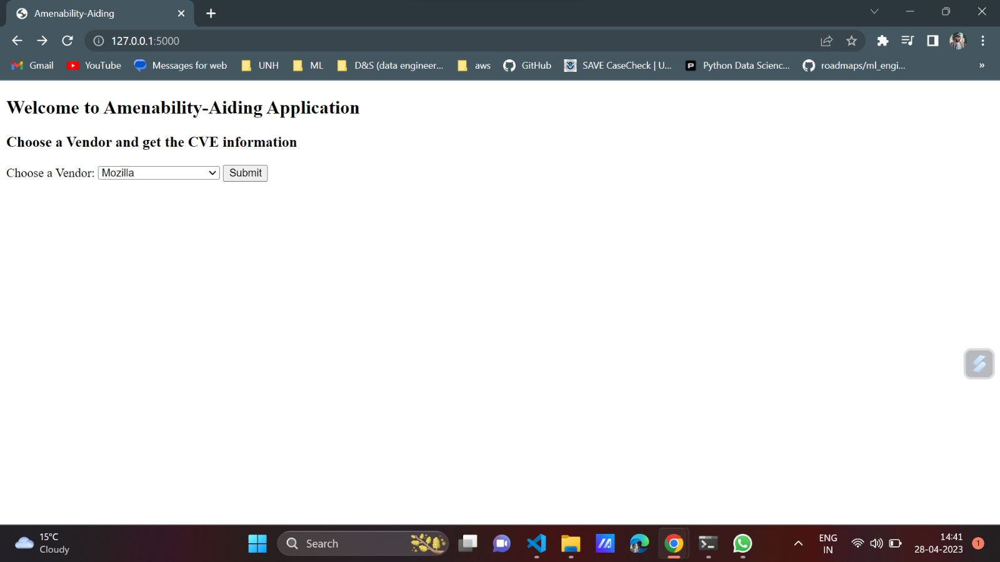 Amenability-Aiding
127.0.0.1:5000
Gmail YouTube Messages for web UNH ML D&S (data engineer... aws GitHub SAVE CaseCheck | U... Python Data Scienc... roadmaps/ml_engi... »
Welcome to Amenability-Aiding Application
Choose a Vendor and get the CVE information
Choose a Vendor: Mozilla Submit
15°C
Cloudy
Search
ENG
IN
14:41
28-04-2023
1